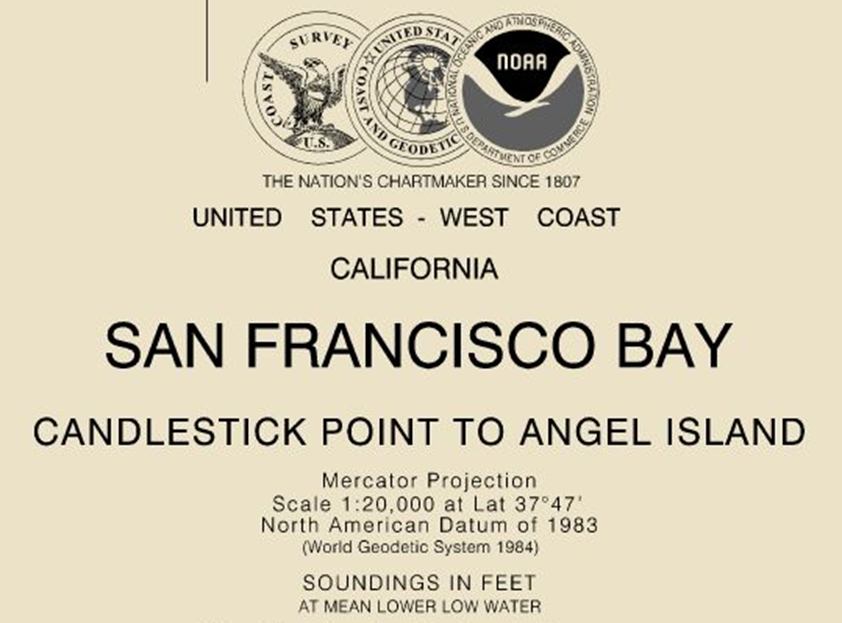 COAST SURVEY
U.S.
UNITED STAT
COAST AND GEODETIC
NATIONAL OCEANIC AND ATMOSPHERIC ADMINISTRATION
NOAA
U.S. DEPARTMENT OF COMMERCE
THE NATION'S CHARTMAKER SINCE 1807
UNITED STATES - WEST COAST
CALIFORNIA
SAN FRANCISCO BAY
CANDLESTICK POINT TO ANGEL ISLAND
Mercator Projection
Scale 1:20,000 at Lat 37°47'
North American Datum of 1983
(World Geodetic System 1984)
SOUNDINGS IN FEET
AT MEAN LOWER LOW WATER